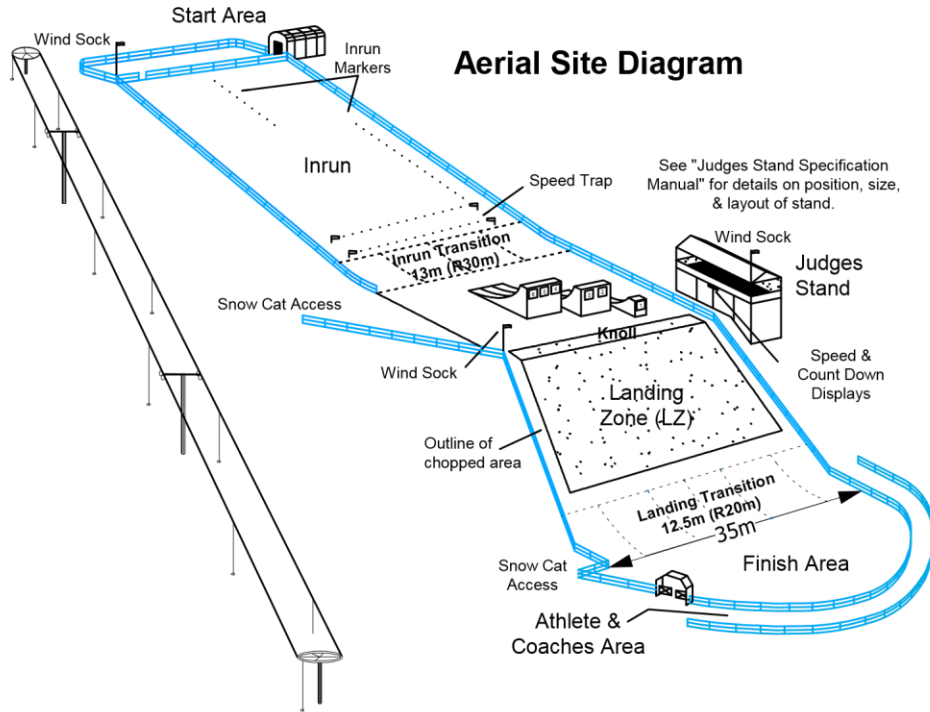 Start Area
Wind Sock
Inrun
Markers
Aerial Site Diagram
Inrun
See "Judges Stand Specification
Manual" for details on position, size,
& layout of stand.
Speed Trap
Inrun Transition
13m (R30m)
Wind Sock
Judges
Stand
Snow Cat Access
Knoll
Wind Sock
Speed &
Count Down
Displays
Landing
Zone (LZ)
Outline of
chopped area
Landing Transition
12.5m (R20m)
35m
Snow Cat
Access
Finish Area
Athlete &
Coaches Area